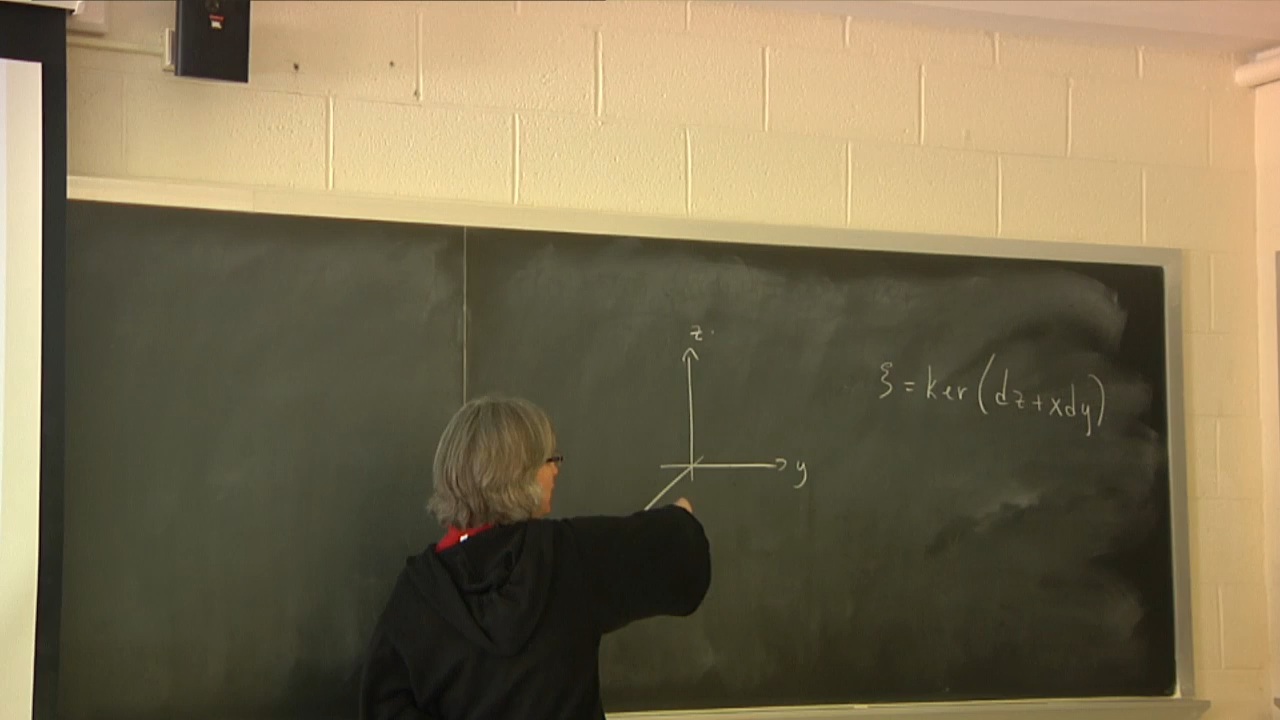 z
y
ξ = ker(dz+xdy)